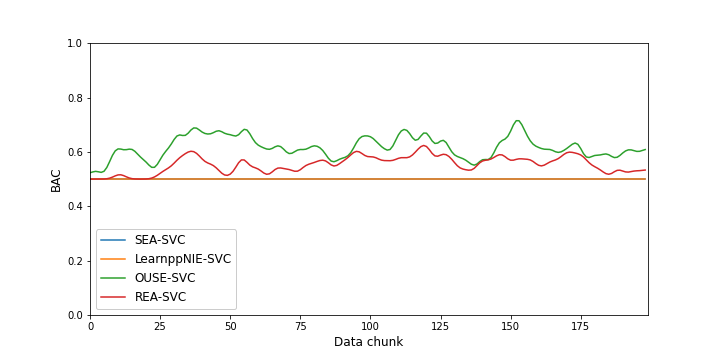 1.0
0.8
0.6
0.4
0.2
0.0
BAC
SEA-SVC
LearnppNIE-SVC
OUSE-SVC
REA-SVC
0 25 50 75 100 125 150 175
Data chunk